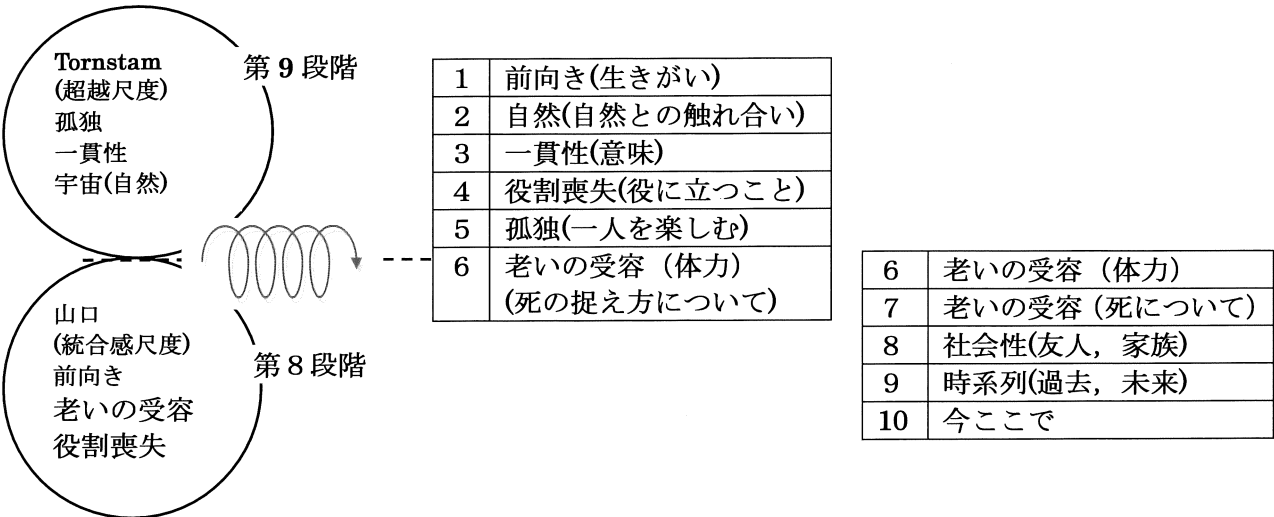 Tornstam
(超越尺度)
孤独
一貫性
宇宙(自然)
第9段階
山口
(統合感尺度)
前向き
老いの受容
役割喪失
第8段階
1 前向き(生きがい)
2 自然(自然との触れ合い)
3 一貫性(意味)
4 役割喪失(役に立つこと)
5 孤独(一人を楽しむ)
6 老いの受容（体力）
(死の捉え方について)
6 老いの受容（体力）
7 老いの受容（死について）
8 社会性(友人，家族)
9 時系列(過去，未来)
10 今ここで